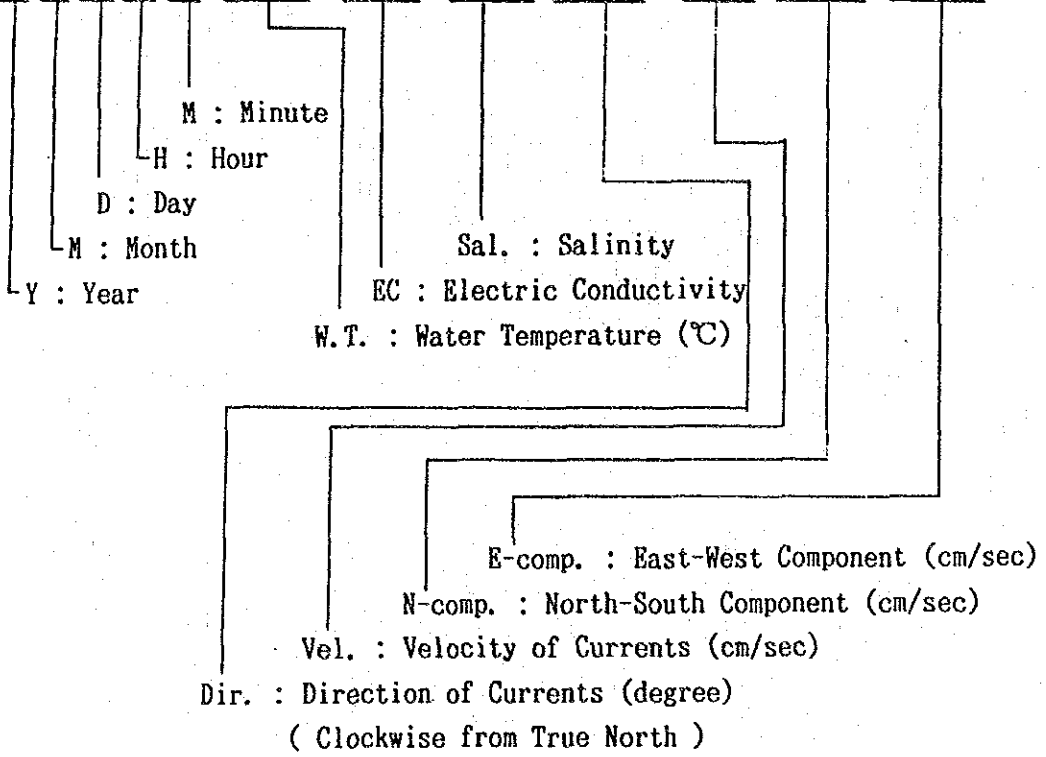 M : Minute
H : Hour
D : Day
M : Month
Sal. : Salinity
Y : Year
EC : Electric Conductivity
W.T. : Water Temperature (℃)
E-comp. : East-West Component (cm/sec)
N-comp. : North-South Component (cm/sec)
Vel. : Velocity of Currents (cm/sec)
Dir. : Direction of Currents (degree)
( Clockwise from True North )